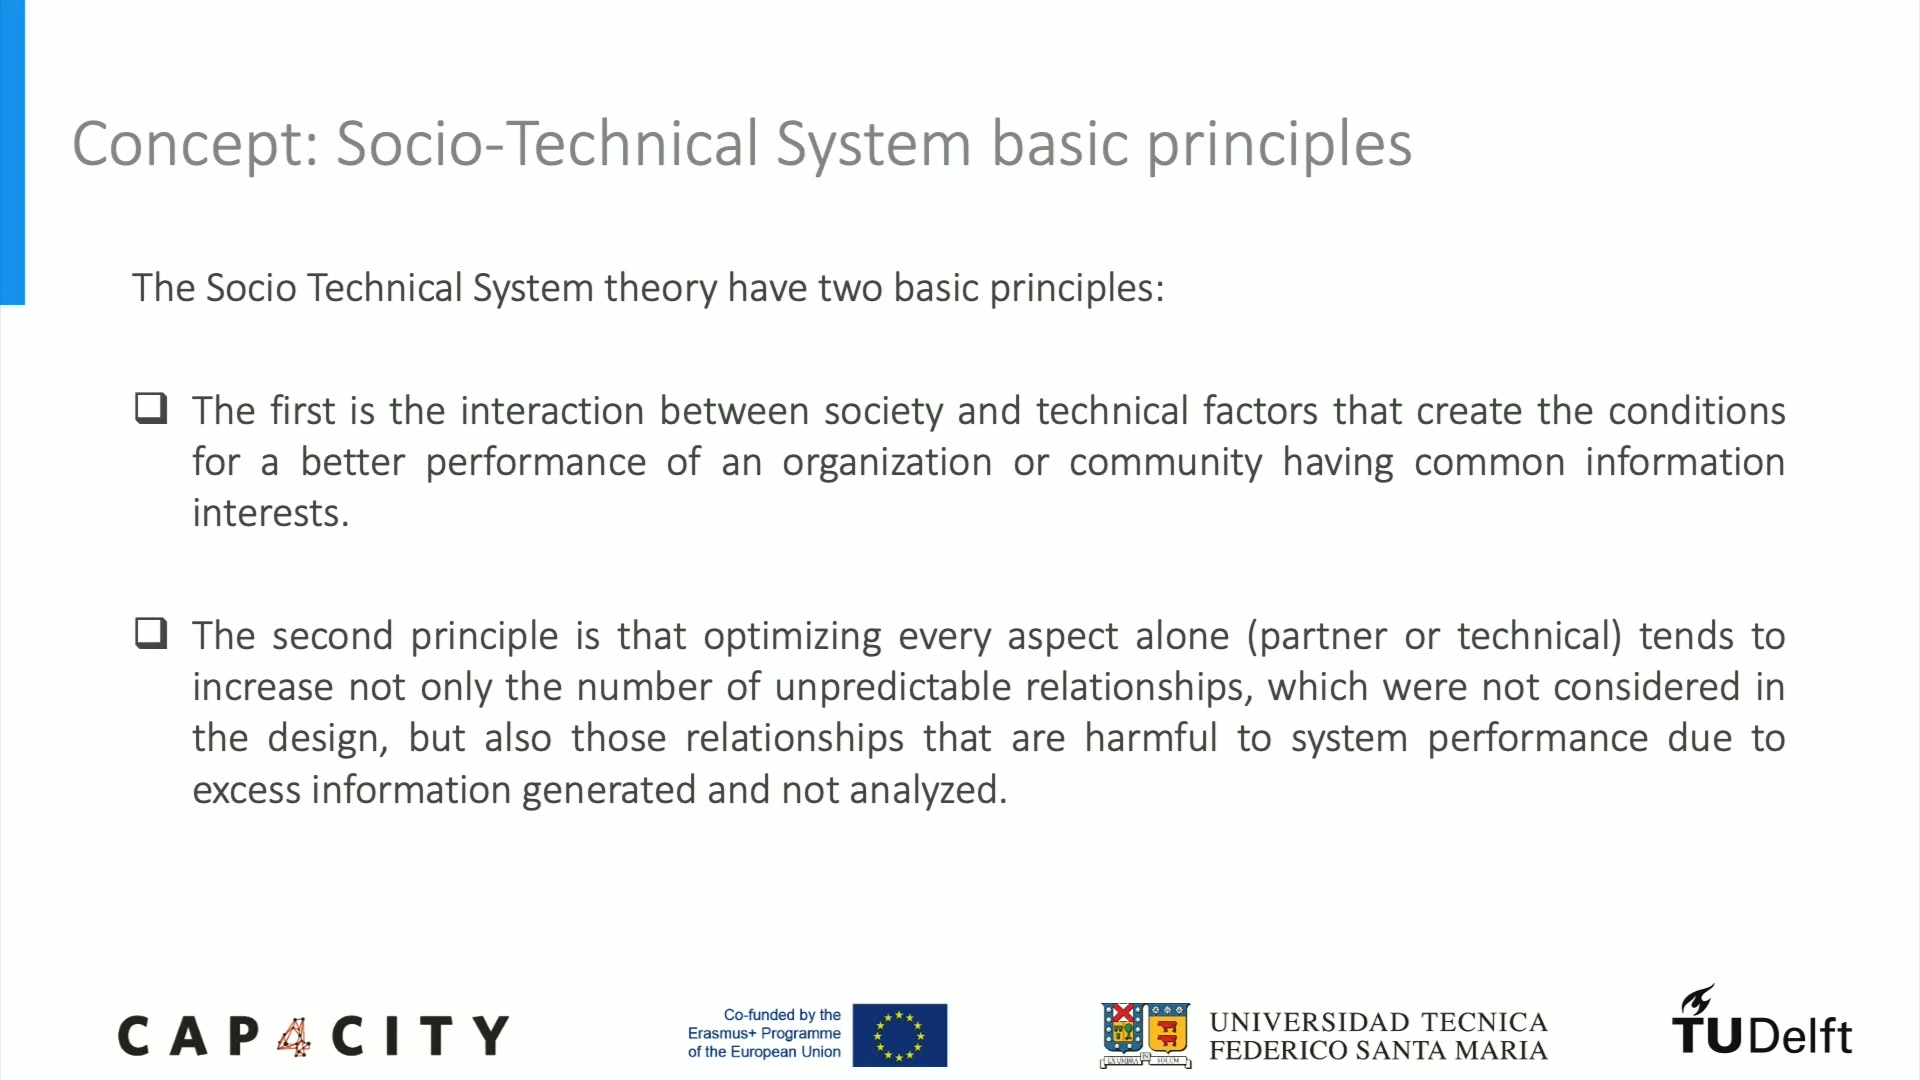 Concept: Socio-Technical System basic principles
The Socio Technical System theory have two basic principles:
The first is the interaction between society and technical factors that create the conditions
for a better performance of an organization or community having common information
interests.
The second principle is that optimizing every aspect alone (partner or technical) tends to
increase not only the number of unpredictable relationships, which were not considered in
the design, but also those relationships that are harmful to system performance due to
excess information generated and not analyzed.
CAP4CITY
Co-funded by the
Erasmus+ Programme
of the European Union
UNIVERSIDAD TECNICA
FEDERICO SANTA MARIA
EX UMBRA IN SOLEM
TUDelft